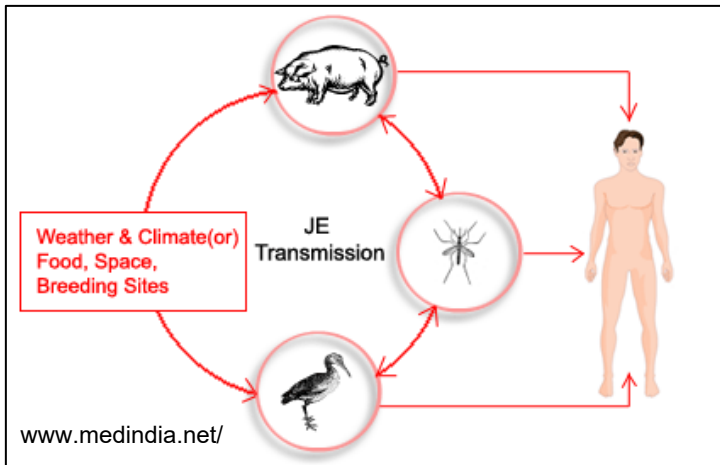 JE
Transmission
Weather & Climate(or)
Food, Space,
Breeding Sites
www.medindia.net/